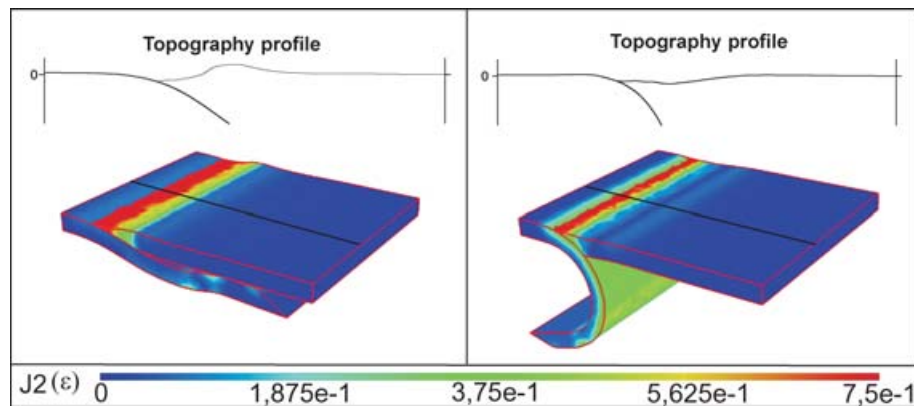 Topography profile
0
Topography profile
0
J2(ε)
0
1,875e-1
3,75e-1
5,625e-1
7,5e-1